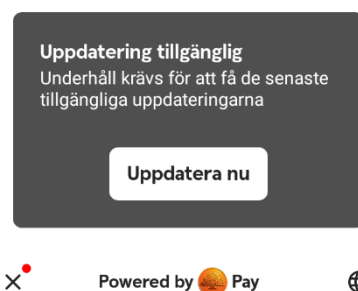 Uppdatering tillgänglig
Underhåll krävs för att få de senaste
tillgängliga uppdateringarna
Uppdatera nu
Powered by Pay